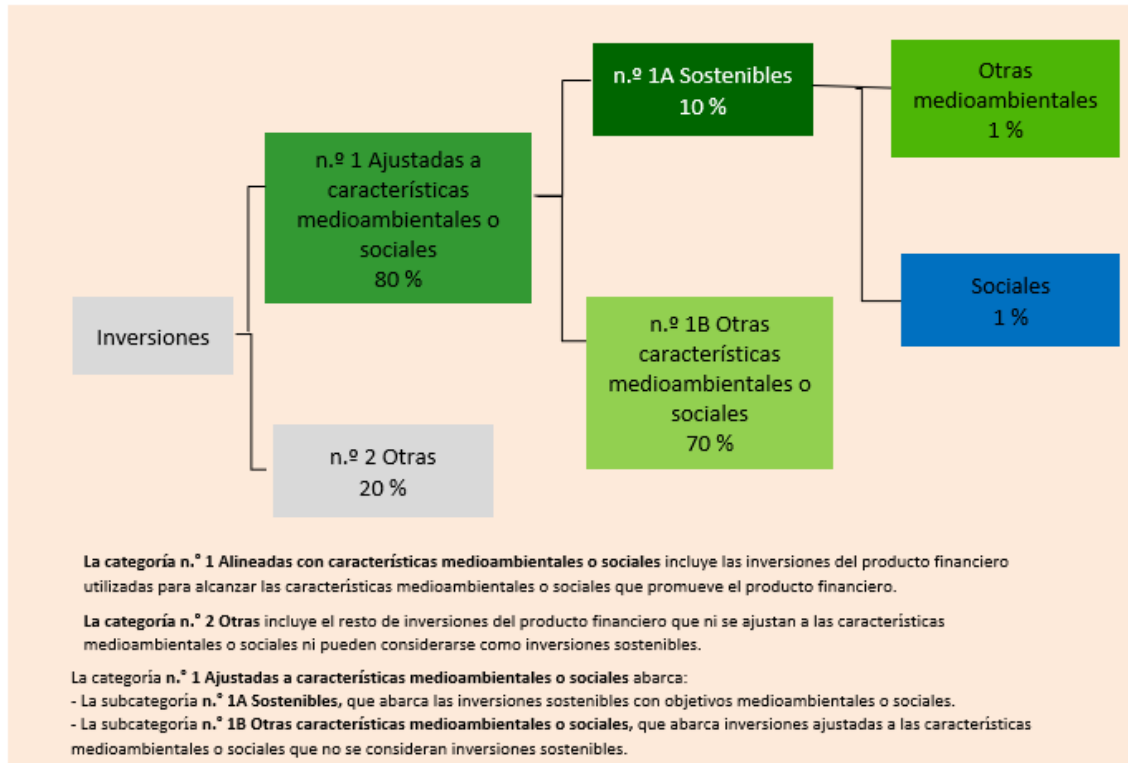 Inversiones
n.º 1 Ajustadas a
características
medioambientales o
sociales
80 %
n.º 2 Otras
20 %
n.º 1A Sostenibles
10 %
n.º 1B Otras
características
medioambientales o
sociales
70 %
Otras
medioambientales
1 %
Sociales
1 %
La categoría n.° 1 Alineadas con características medioambientales o sociales incluye las inversiones del producto financiero
utilizadas para alcanzar las características medioambientales o sociales que promueve el producto financiero.
La categoría n.° 2 Otras incluye el resto de inversiones del producto financiero que ni se ajustan a las características
medioambientales o sociales ni pueden considerarse como inversiones sostenibles.
La categoría n.° 1 Ajustadas a características medioambientales o sociales abarca:
- La subcategoría n.° 1A Sostenibles, que abarca las inversiones sostenibles con objetivos medioambientales o sociales.
- La subcategoría n.° 1B Otras características medioambientales o sociales, que abarca inversiones ajustadas a las características
medioambientales o sociales que no se consideran inversiones sostenibles.